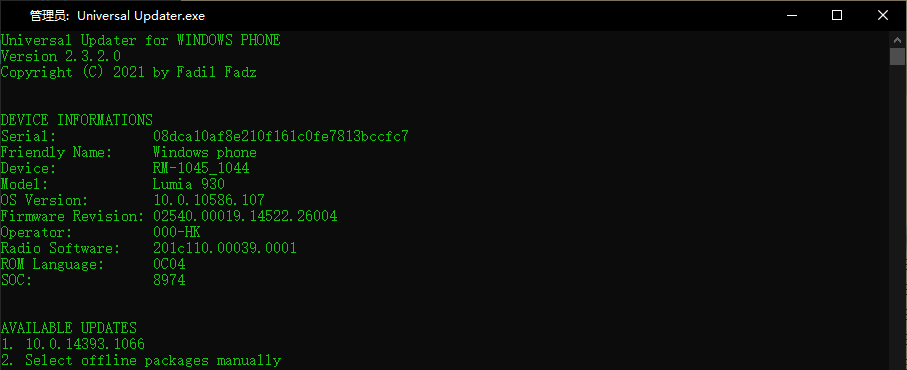 管理员: Universal Updater.exe
Universal Updater for WINDOWS PHONE
Version 2.3.2.0
Copyright (C) 2021 by Fadil Fadz
DEVICE INFORMATIONS
Serial: 08dca10af8e210f161c0fe7813bccfc7
Friendly Name: Windows phone
Device: RM-1045_1044
Model: Lumia 930
OS Version: 10.0.10586.107
Firmware Revision: 02540.00019.14522.26004
Operator: 000-HK
Radio Software: 201c110.00039.0001
ROM Language: 0C04
SOC: 8974
AVAILABLE UPDATES
1. 10.0.14393.1066
2. Select offline packages manually